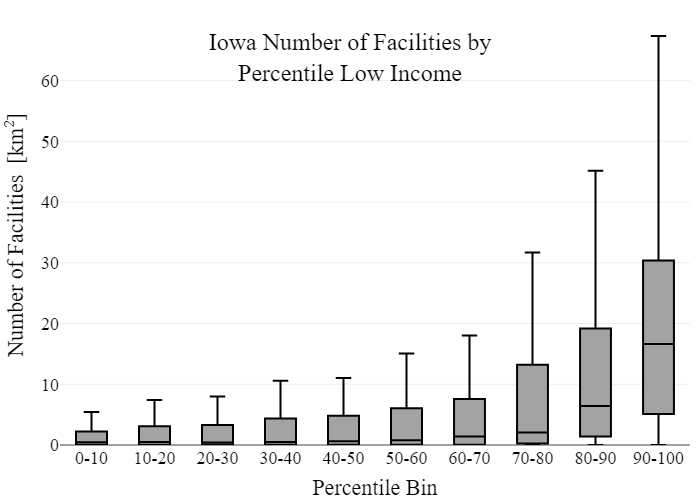 Iowa Number of Facilities by
Percentile Low Income
Number of Facilities [km²]
60
50
40
30
20
10
0
0-10 10-20 20-30 30-40 40-50 50-60 60-70 70-80 80-90 90-100
Percentile Bin